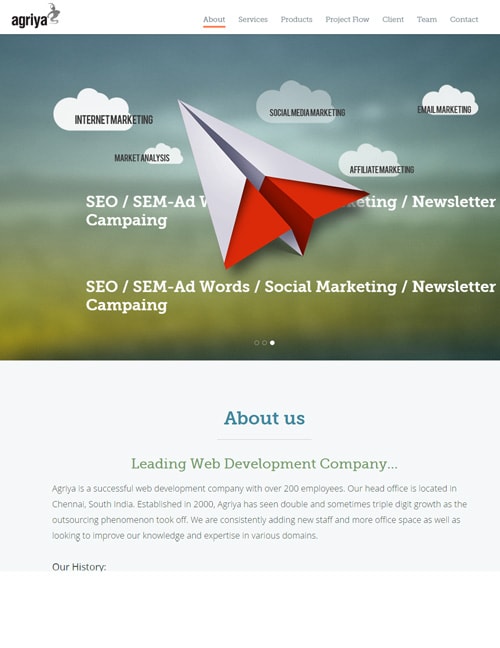 agriya
About Services Products Project Flow Client Team Contact
INTERNET MARKETING
SOCIAL MEDIA MARKETING
EMAIL MARKETING
MARKET ANALYSIS
AFFILIATE MARKETING
SEO / SEM-Ad W keting / Newsletter
Campaing
SEO / SEM-Ad Words / Social Marketing / Newsletter
Campaing
About us
Leading Web Development Company...
Agriya is a successful web development company with over 200 employees. Our head office is located in
Chennai, South India. Established in 2000, Agriya has seen double and sometimes triple digit growth as the
outsourcing phenomenon took off. We are consistently adding new staff and more office space as well as
looking to improve our knowledge and expertise in various domains.
Our History: